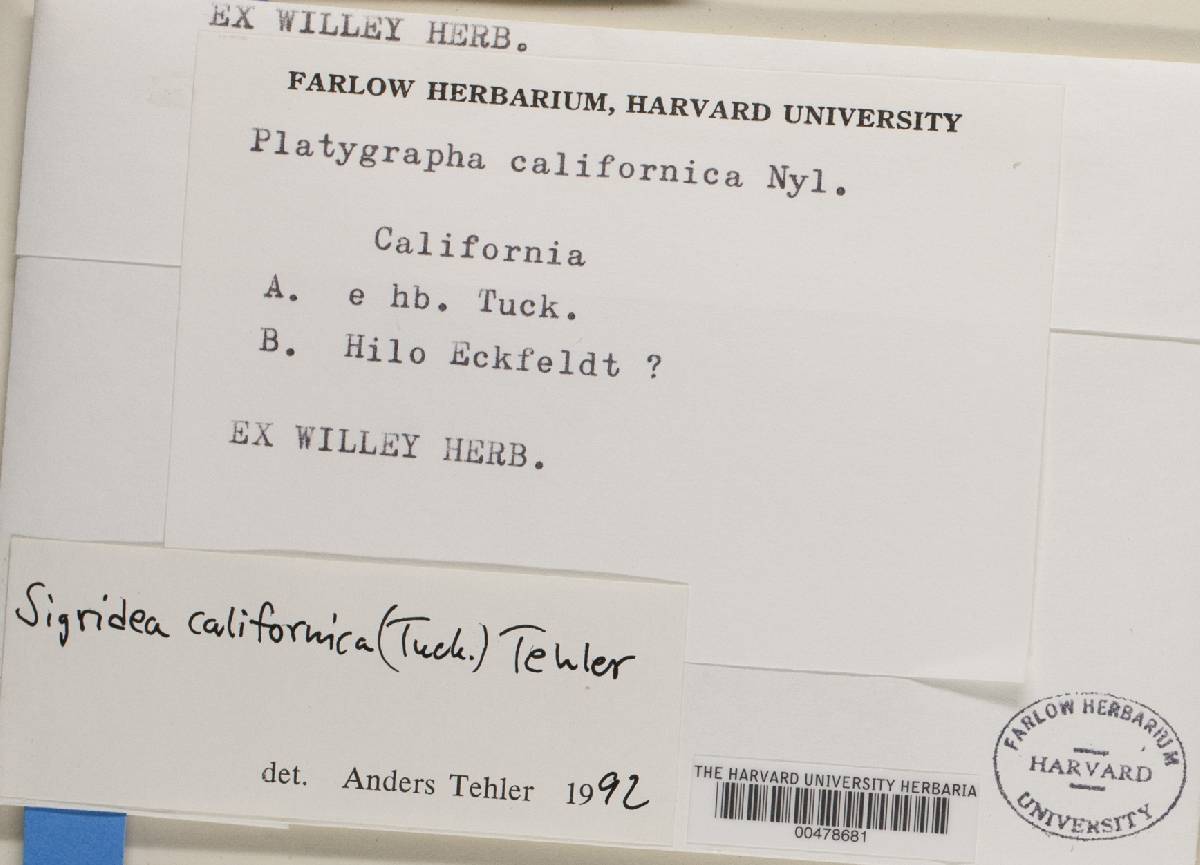 EX WILLEY HERB.
FARLOW HERBARIUM, HARVARD UNIVERSITY
Platygrapha californica Nyl.
California
A. e hb. Tuck.
B. Hilo Eckfeldt ?
EX WILLEY HERB.
Sigridea californica (Tuck.) Tehler
det. Anders Tehler 1992
THE HARVARD UNIVERSITY HERBARIA
00478681
FARLOW HERBARIUM
HARVARD
UNIVERSITY